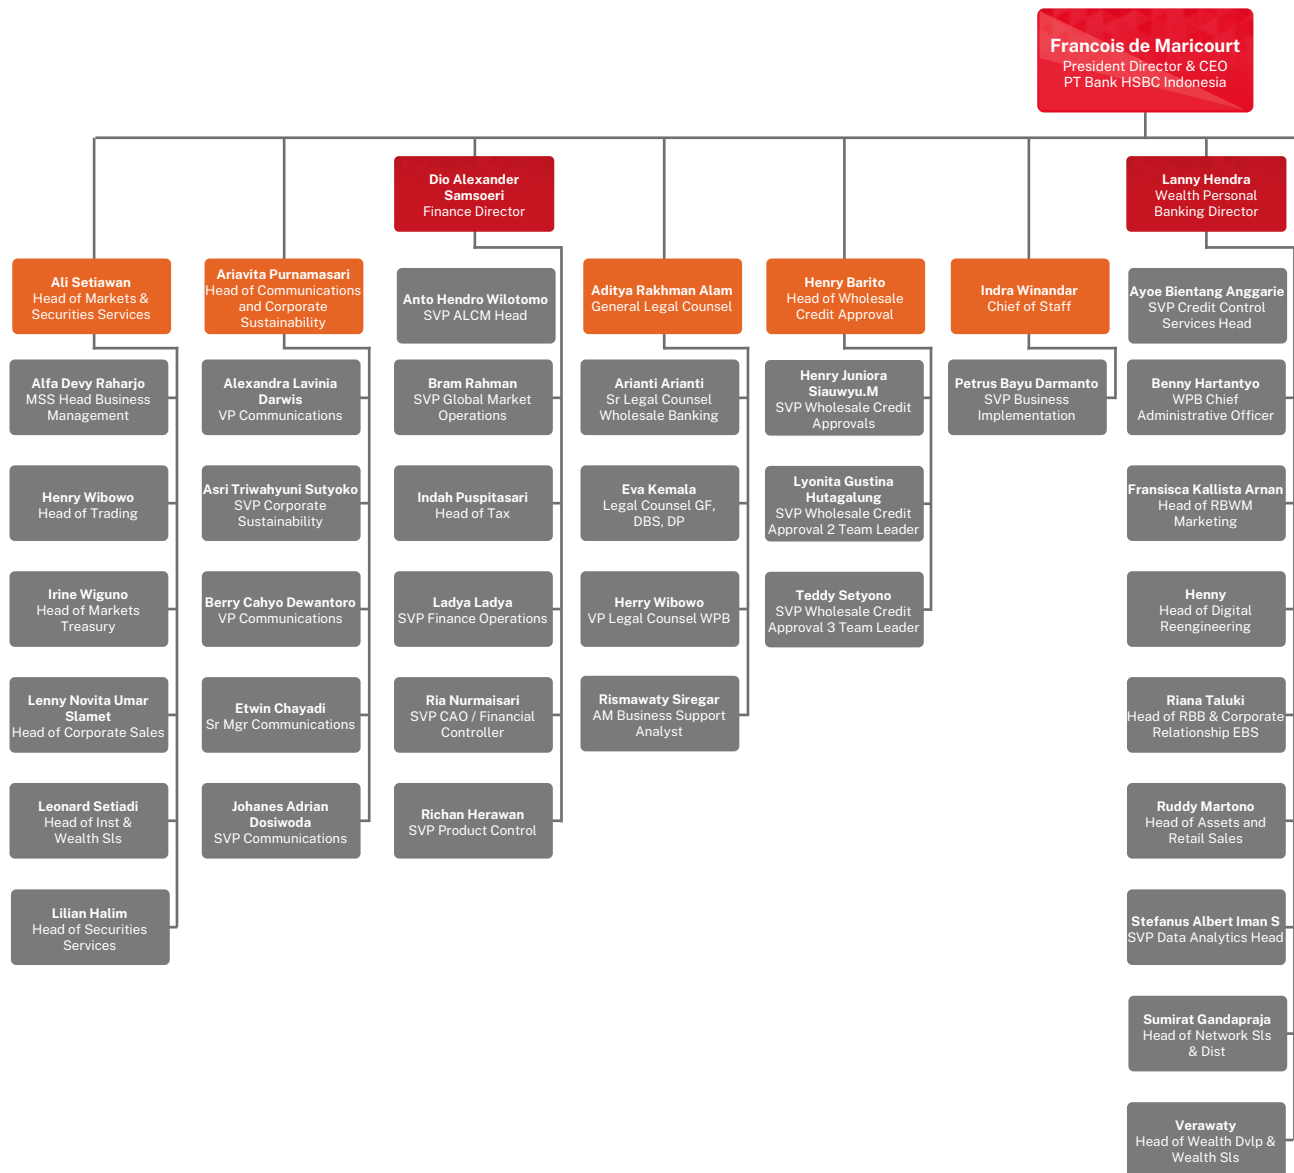 Francois de Maricourt
President Director & CEO
PT Bank HSBC Indonesia
Dio Alexander
Samsoeri
Finance Director
Lanny Hendra
Wealth Personal
Banking Director
Ali Setiawan
Head of Markets &
Securities Services
Ariavita Purnamasari
Head of Communications
and Corporate
Sustainability
Anto Hendro Wilotomo
SVP ALCM Head
Aditya Rakhman Alam
General Legal Counsel
Henry Barito
Head of Wholesale
Credit Approval
Indra Winandar
Chief of Staff
Ayoe Bientang Anggarie
SVP Credit Control
Services Head
Alfa Devy Raharjo
MSS Head Business
Management
Alexandra Lavinia
Darwis
VP Communications
Bram Rahman
SVP Global Market
Operations
Arianti Arianti
Sr Legal Counsel
Wholesale Banking
Henry Juniora
Siauwyu.M
SVP Wholesale Credit
Approvals
Petrus Bayu Darmanto
SVP Business
Implementation
Benny Hartantyo
WPB Chief
Administrative Officer
Henry Wibowo
Head of Trading
Asri Triwahyuni Sutyoko
SVP Corporate
Sustainability
Indah Puspitasari
Head of Tax
Eva Kemala
Legal Counsel GF,
DBS, DP
Lyonita Gustina
Hutagalung
SVP Wholesale Credit
Approval 2 Team Leader
Fransisca Kallista Arnan
Head of RBWM
Marketing
Irine Wiguno
Head of Markets
Treasury
Berry Cahyo Dewantoro
VP Communications
Ladya Ladya
SVP Finance Operations
Herry Wibowo
VP Legal Counsel WPB
Teddy Setyono
SVP Wholesale Credit
Approval 3 Team Leader
Henny
Head of Digital
Reengineering
Lenny Novita Umar
Slamet
Head of Corporate Sales
Etwin Chayadi
Sr Mgr Communications
Ria Nurmaisari
SVP CAO / Financial
Controller
Rismawaty Siregar
AM Business Support
Analyst
Riana Taluki
Head of RBB & Corporate
Relationship EBS
Leonard Setiadi
Head of Inst &
Wealth Sls
Johanes Adrian
Dosiwoda
SVP Communications
Richan Herawan
SVP Product Control
Ruddy Martono
Head of Assets and
Retail Sales
Lilian Halim
Head of Securities
Services
Stefanus Albert Iman S
SVP Data Analytics Head
Sumirat Gandapraja
Head of Network Sls
& Dist
Verawaty
Head of Wealth Dvlp &
Wealth Sls